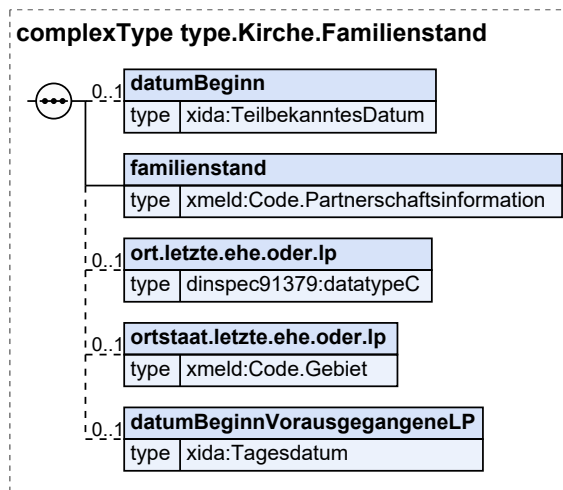 complexType type.Kirche.Familienstand
0..1 datumBeginn
type xida:TeilbekanntesDatum
familienstand
type xmeld:Code.Partnerschaftsinformation
0..1 ort.letzte.ehe.oder.lp
type dinspec91379:datatypeC
0..1 ortstaat.letzte.ehe.oder.lp
type xmeld:Code.Gebiet
0..1 datumBeginnVorausgegangeneLP
type xida:Tagesdatum